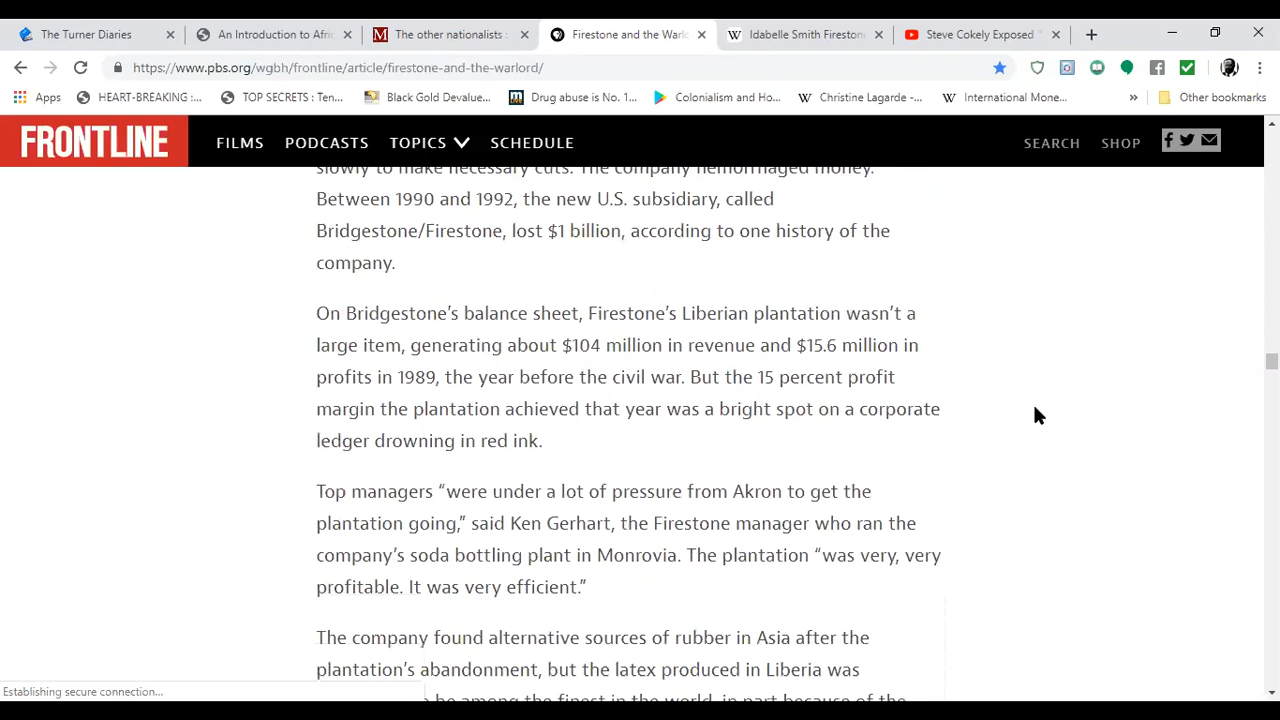 The Turner Diaries
An Introduction to Afri
The other nationalists
Firestone and the Warlo
Idabelle Smith Firestone
Steve Cokely Exposed
https://www.pbs.org/wgbh/frontline/article/firestone-and-the-warlord/
Apps
HEART-BREAKING :...
TOP SECRETS : Ten...
Black Gold Devalue...
Drug abuse is No. 1...
Colonialism and Ho...
Christine Lagarde -...
International Mone...
Other bookmarks
FRONTLINE
FILMS
PODCASTS
TOPICS
SCHEDULE
SEARCH
SHOP
slowly to make necessary cuts. The company hemorrhaged money.
Between 1990 and 1992, the new U.S. subsidiary, called
Bridgestone/Firestone, lost $1 billion, according to one history of the
company.
On Bridgestone’s balance sheet, Firestone’s Liberian plantation wasn’t a
large item, generating about $104 million in revenue and $15.6 million in
profits in 1989, the year before the civil war. But the 15 percent profit
margin the plantation achieved that year was a bright spot on a corporate
ledger drowning in red ink.
Top managers “were under a lot of pressure from Akron to get the
plantation going,” said Ken Gerhart, the Firestone manager who ran the
company’s soda bottling plant in Monrovia. The plantation “was very, very
profitable. It was very efficient.”
The company found alternative sources of rubber in Asia after the
plantation’s abandonment, but the latex produced in Liberia was
be among the finest in the world, in part because of the
Establishing secure connection...